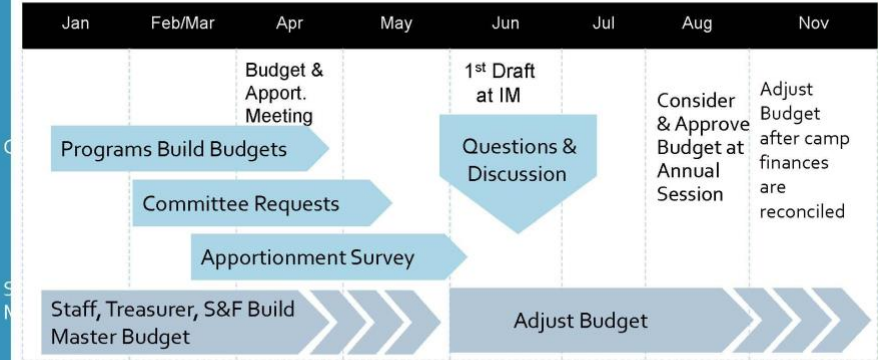 Jan Feb/Mar Apr May Jun Jul Aug Nov
Budget &
Apport.
Meeting
1st Draft
at IM
Consider
& Approve
Budget at
Annual
Session
Adjust
Budget
after camp
finances
are
reconciled
Programs Build Budgets
Questions &
Discussion
Committee Requests
Apportionment Survey
Staff, Treasurer, S&F Build
Master Budget
Adjust Budget